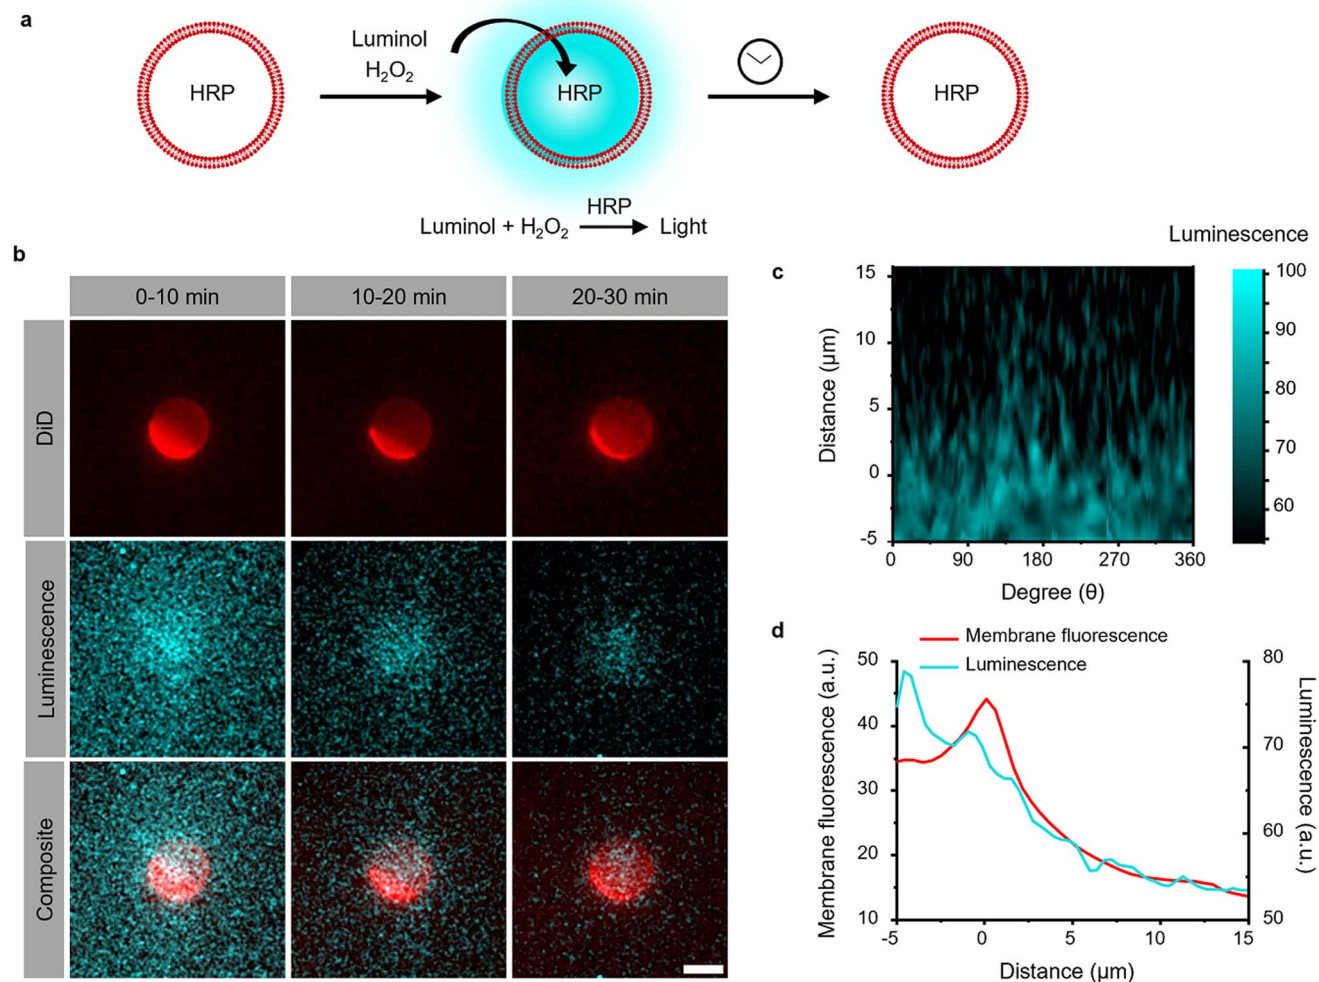 a
HRP
Luminol
H₂O₂
HRP
HRP
Luminol + H₂O₂ HRP Light
b
0-10 min 10-20 min 20-30 min
DiD
Luminescence
Composite
c
Luminescence
15
10
5
0
-5
Distance (µm)
0 90 180 270 360
Degree (θ)
100
90
80
70
60
d
Membrane fluorescence
Luminescence
50
40
30
20
10
Membrane fluorescence (a.u.)
80
70
60
50
Luminescence (a.u.)
-5 0 5 10 15
Distance (µm)